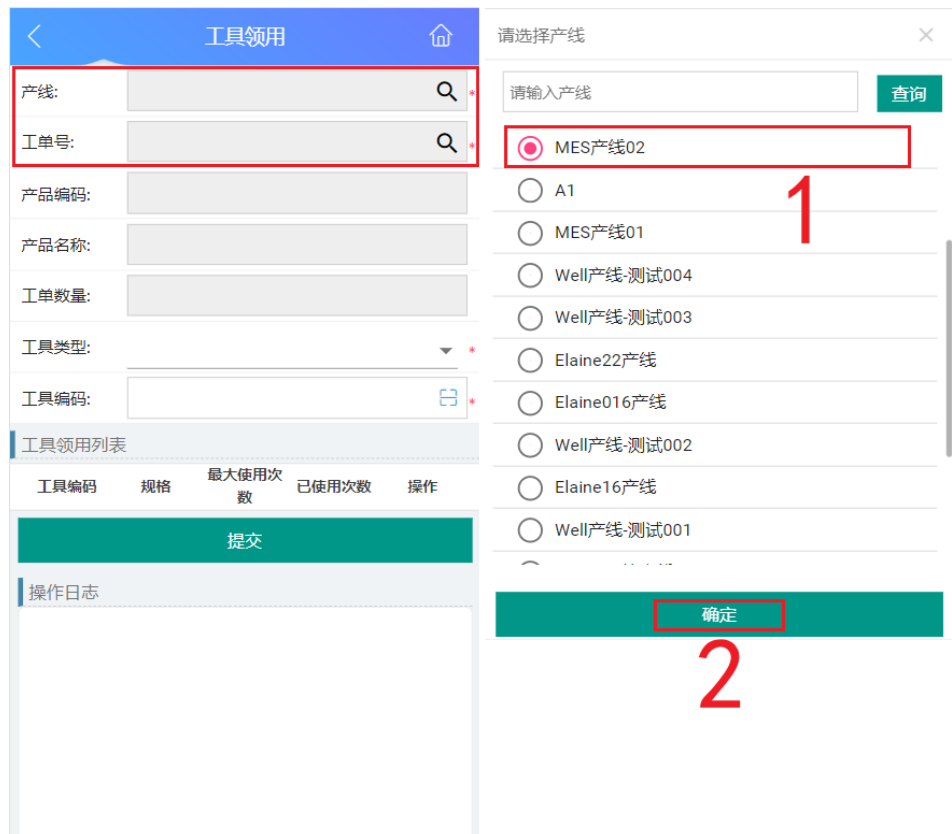 工具领用
产线:
*
工单号:
*
产品编码:
产品名称:
工单数量:
工具类型:
*
工具编码:
*
工具领用列表
工具编码 规格 最大使用次数 已使用次数 操作
提交
操作日志
请选择产线
请输入产线
查询
MES产线02
1
A1
MES产线01
Well产线-测试004
Well产线-测试003
Elaine22产线
Elaine016产线
Well产线-测试002
Elaine16产线
Well产线-测试001
确定
2